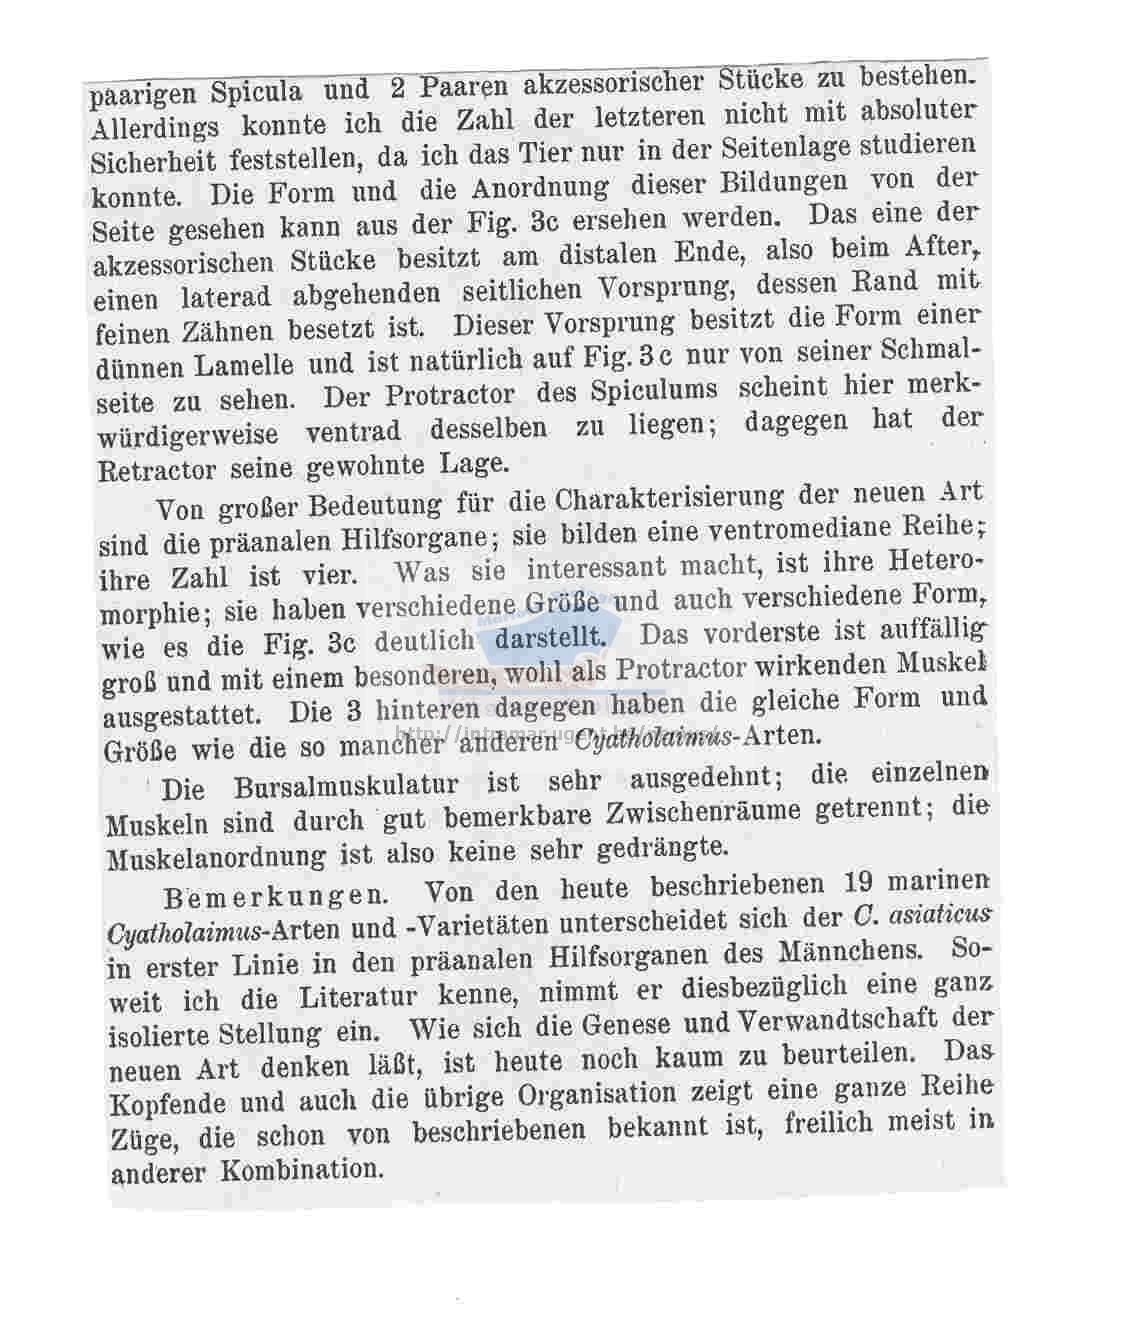 paarigen Spicula und 2 Paaren akzessorischer Stücke zu bestehen.
Allerdings konnte ich die Zahl der letzteren nicht mit absoluter
Sicherheit feststellen, da ich das Tier nur in der Seitenlage studieren
konnte. Die Form und die Anordnung dieser Bildungen von der
Seite gesehen kann aus der Fig. 3c ersehen werden. Das eine der
akzessorischen Stücke besitzt am distalen Ende, also beim After,
einen laterad abgehenden seitlichen Vorsprung, dessen Rand mit
feinen Zähnen besetzt ist. Dieser Vorsprung besitzt die Form einer
dünnen Lamelle und ist natürlich auf Fig. 3c nur von seiner Schmal-
seite zu sehen. Der Protractor des Spiculums scheint hier merk-
würdigerweise ventrad desselben zu liegen; dagegen hat der
Retractor seine gewohnte Lage.
Von großer Bedeutung für die Charakterisierung der neuen Art
sind die präanalen Hilfsorgane; sie bilden eine ventromediane Reihe;
ihre Zahl ist vier. Was sie interessant macht, ist ihre Hetero-
morphie; sie haben verschiedene Größe und auch verschiedene Form,
wie es die Fig. 3c deutlich darstellt. Das vorderste ist auffällig
groß und mit einem besonderen, wohl als Protractor wirkenden Muskel
ausgestattet. Die 3 hinteren dagegen haben die gleiche Form und
Größe wie die so mancher anderen Cyatholaimus-Arten.
Die Bursalmuskulatur ist sehr ausgedehnt; die einzelnen
Muskeln sind durch gut bemerkbare Zwischenräume getrennt; die
Muskelanordnung ist also keine sehr gedrängte.
Bemerkungen. Von den heute beschriebenen 19 marinen
Cyatholaimus-Arten und -Varietäten unterscheidet sich der C. asiaticus
in erster Linie in den präanalen Hilfsorganen des Männchens. So-
weit ich die Literatur kenne, nimmt er diesbezüglich eine ganz
isolierte Stellung ein. Wie sich die Genese und Verwandtschaft der
neuen Art denken läßt, ist heute noch kaum zu beurteilen. Das
Kopfende und auch die übrige Organisation zeigt eine ganze Reihe
Züge, die schon von beschriebenen bekannt ist, freilich meist in
anderer Kombination.